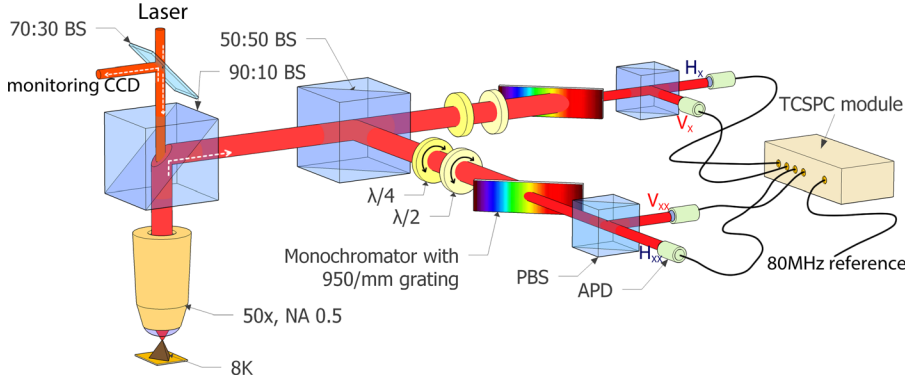 Laser
70:30 BS
50:50 BS
monitoring CCD
90:10 BS
Hx
Vx
TCSPC module
λ/4
λ/2
Vxx
Hxx
Monochromator with
950/mm grating
PBS
APD
80MHz reference
50x, NA 0.5
8K